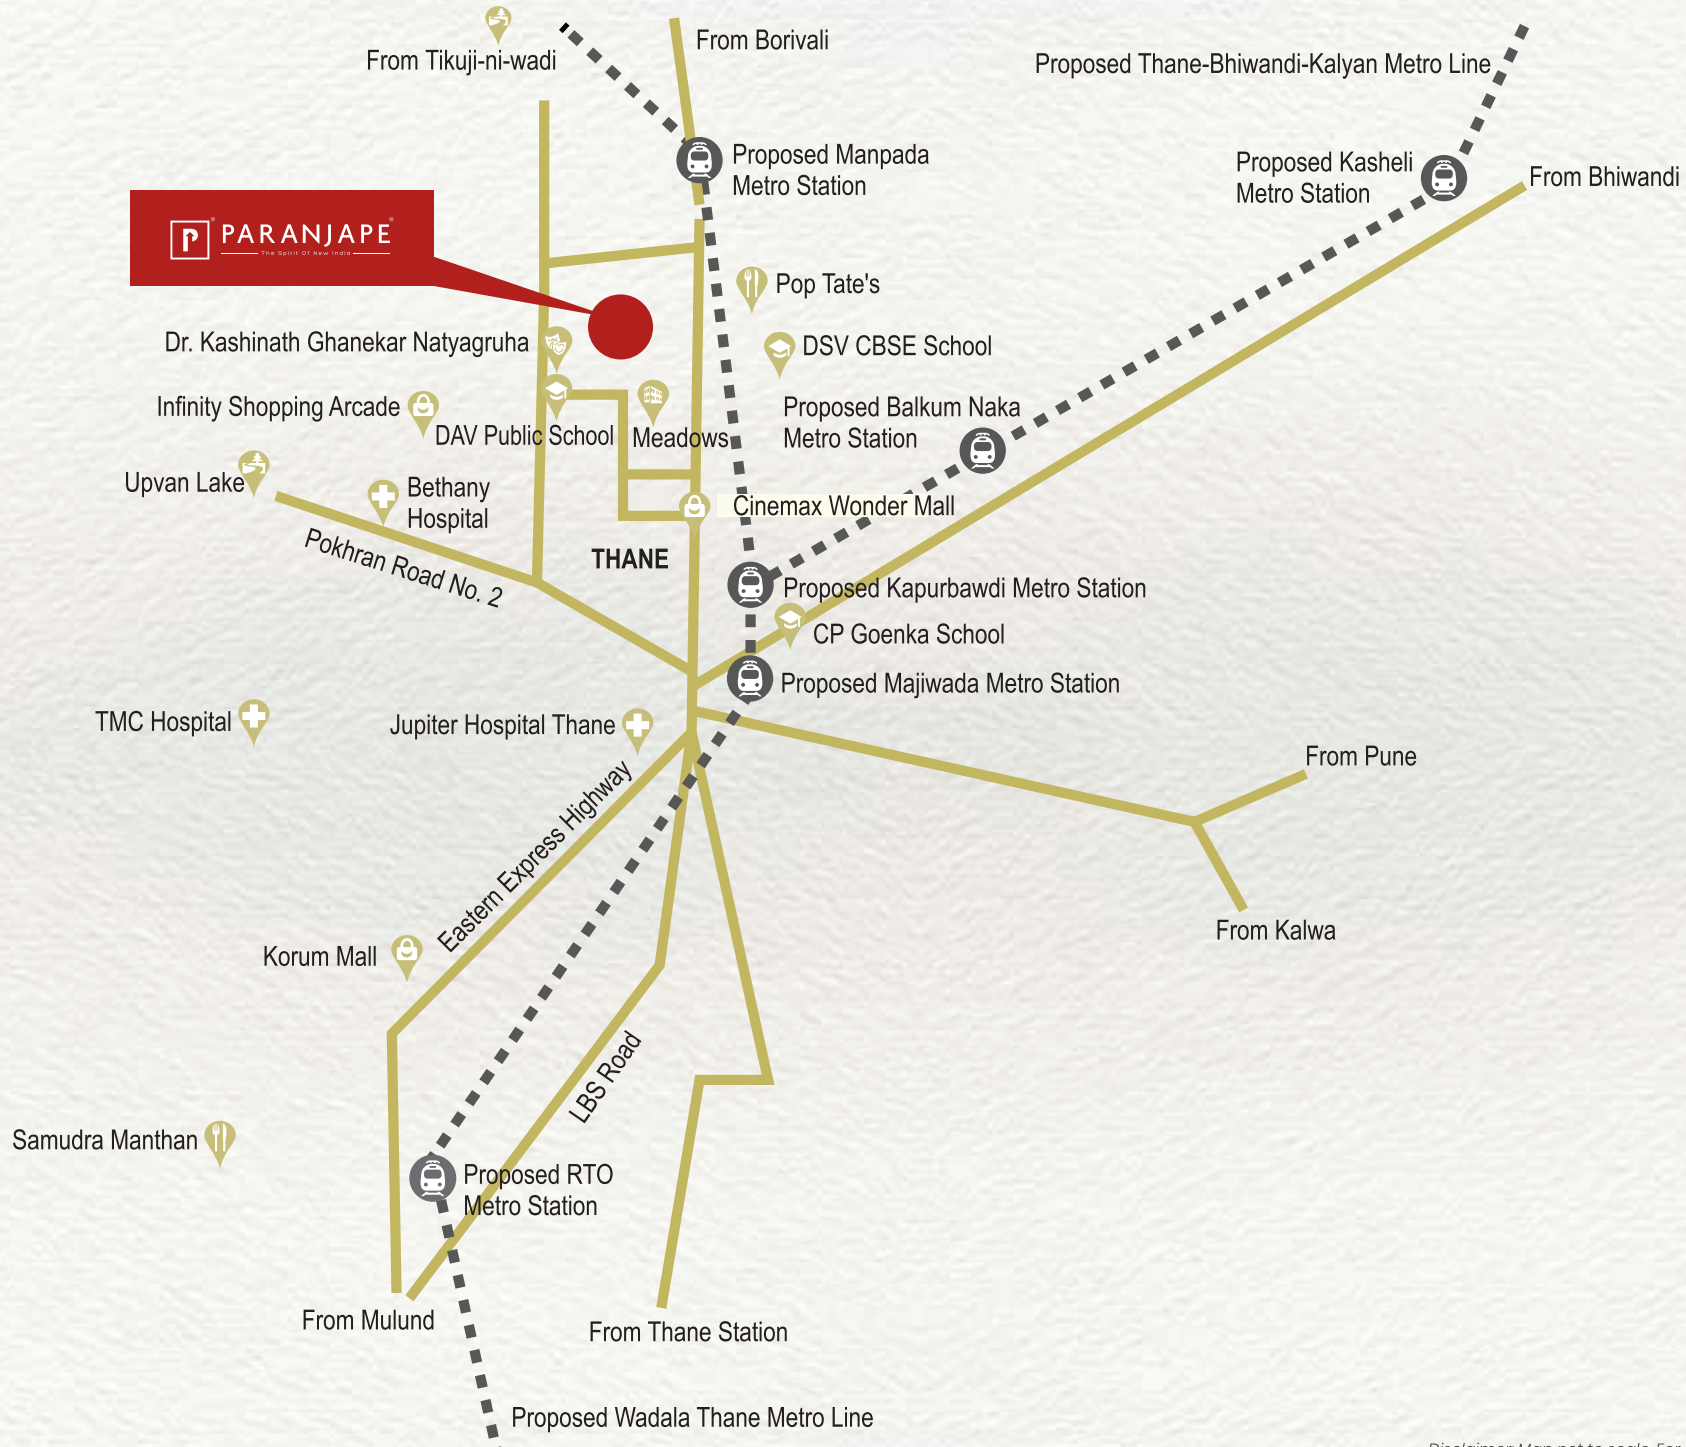 From Tikuji-ni-wadi
From Borivali
Proposed Thane-Bhiwandi-Kalyan Metro Line
Proposed Manpada
Metro Station
Proposed Kasheli
Metro Station
From Bhiwandi
PARANJAPE
The Spirit Of New India
Pop Tate's
Dr. Kashinath Ghanekar Natyagruha
DSV CBSE School
Infinity Shopping Arcade
DAV Public School
Meadows
Proposed Balkum Naka
Metro Station
Upvan Lake
Bethany
Hospital
Cinemax Wonder Mall
Pokhran Road No. 2
THANE
Proposed Kapurbawdi Metro Station
CP Goenka School
Proposed Majiwada Metro Station
TMC Hospital
Jupiter Hospital Thane
From Pune
Eastern Express Highway
From Kalwa
Korum Mall
LBS Road
Samudra Manthan
Proposed RTO
Metro Station
From Mulund
From Thane Station
Proposed Wadala Thane Metro Line